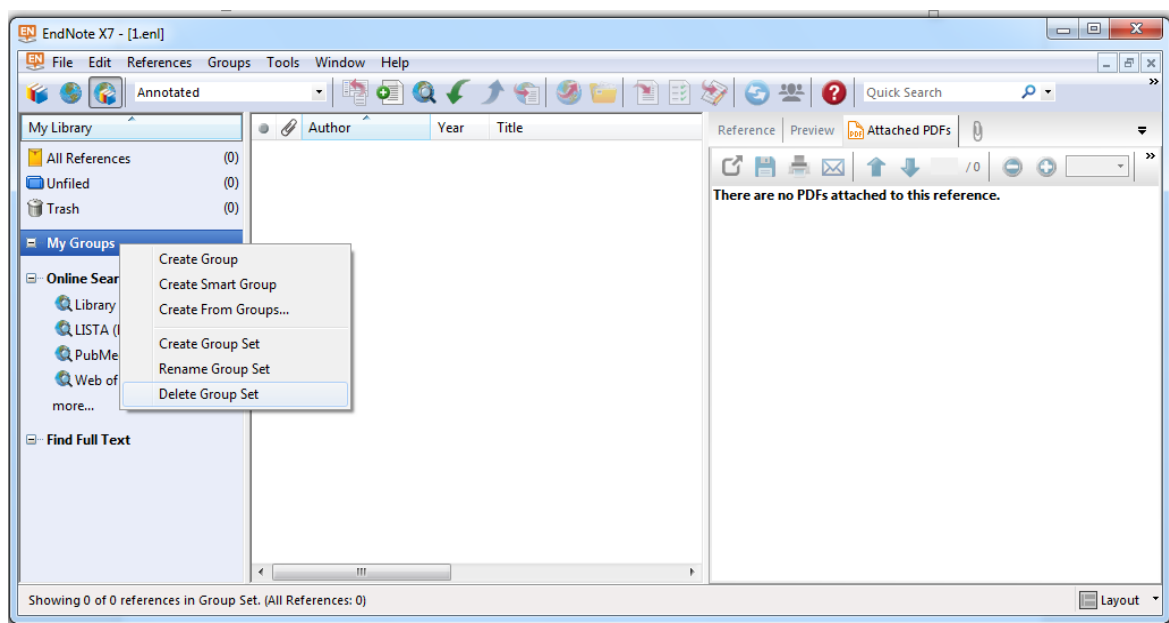 EndNote X7 - [1.enl]
File Edit References Groups Tools Window Help
Annotated
Quick Search
My Library
All References (0)
Unfiled (0)
Trash (0)
My Groups
Online Sear
Library
LISTA (
PubMe
Web of
more...
Find Full Text
Create Group
Create Smart Group
Create From Groups...
Create Group Set
Rename Group Set
Delete Group Set
Author Year Title
Reference Preview PDF Attached PDFs
/0
There are no PDFs attached to this reference.
Showing 0 of 0 references in Group Set. (All References: 0)
Layout